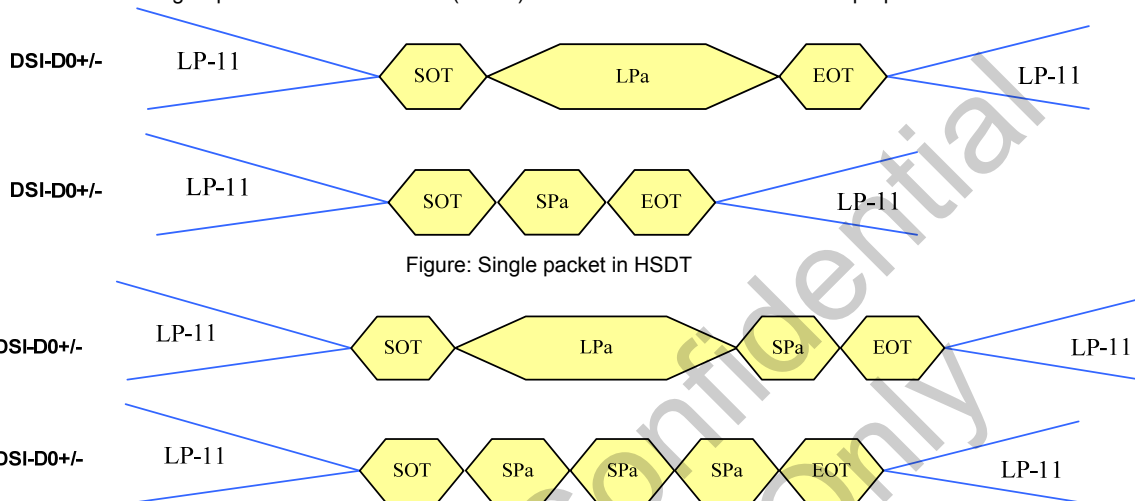 DSI-D0+/- LP-11 SOT LPa EOT LP-11
DSI-D0+/- LP-11 SOT SPa EOT LP-11
Figure: Single packet in HSDT
DSI-D0+/- LP-11 SOT LPa SPa EOT LP-11
DSI-D0+/- LP-11 SOT SPa SPa SPa EOT LP-11
Confidential
Only